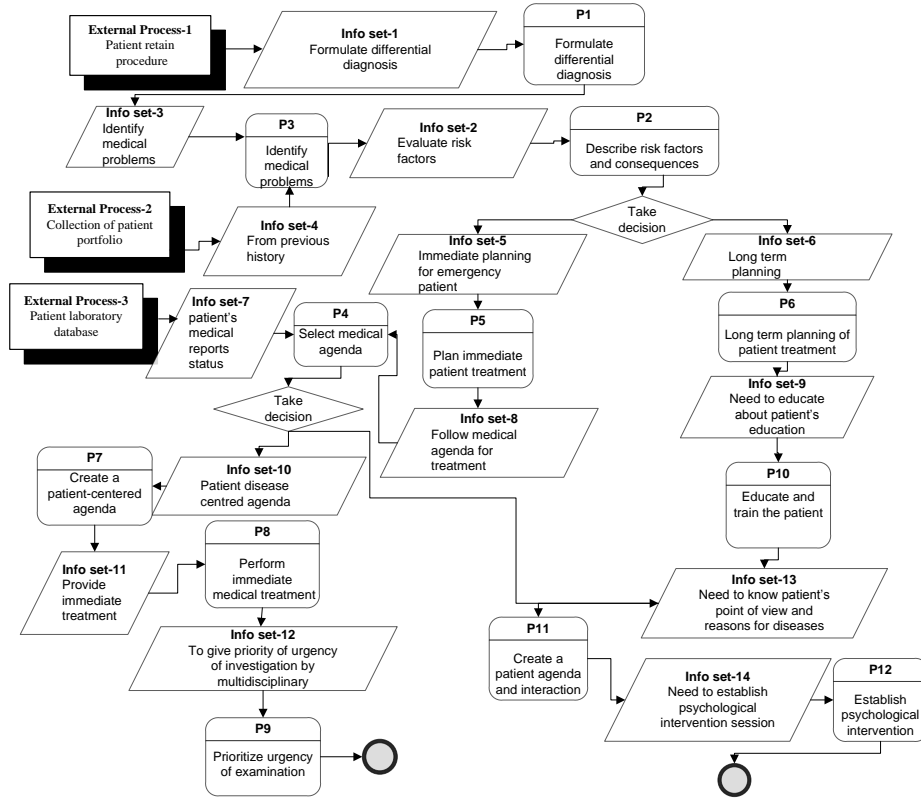 External Process-1
Patient retain
procedure
Info set-1
Formulate differential
diagnosis
P1
Formulate
differential
diagnosis
Info set-3
Identify
medical
problems
P3
Identify
medical
problems
Info set-2
Evaluate risk
factors
P2
Describe risk factors
and consequences
External Process-2
Collection of patient
portfolio
Info set-4
From previous
history
Take
decision
Info set-5
Immediate planning
for emergency
patient
Info set-6
Long term
planning
External Process-3
Patient laboratory
database
Info set-7
patient’s
medical
reports
status
P4
Select medical
agenda
P5
Plan immediate
patient treatment
P6
Long term planning of
patient treatment
Take
decision
Info set-8
Follow medical
agenda for
treatment
Info set-9
Need to educate
about patient’s
education
P7
Create a
patient-centered
agenda
Info set-10
Patient disease
centred agenda
P10
Educate and
train the patient
Info set-11
Provide
immediate
treatment
P8
Perform
immediate
medical treatment
Info set-13
Need to know patient’s
point of view and
reasons for diseases
Info set-12
To give priority of urgency
of investigation by
multidisciplinary
P11
Create a
patient agenda
and interaction
Info set-14
Need to establish
psychological
intervention session
P12
Establish
psychological
intervention
P9
Prioritize urgency
of examination